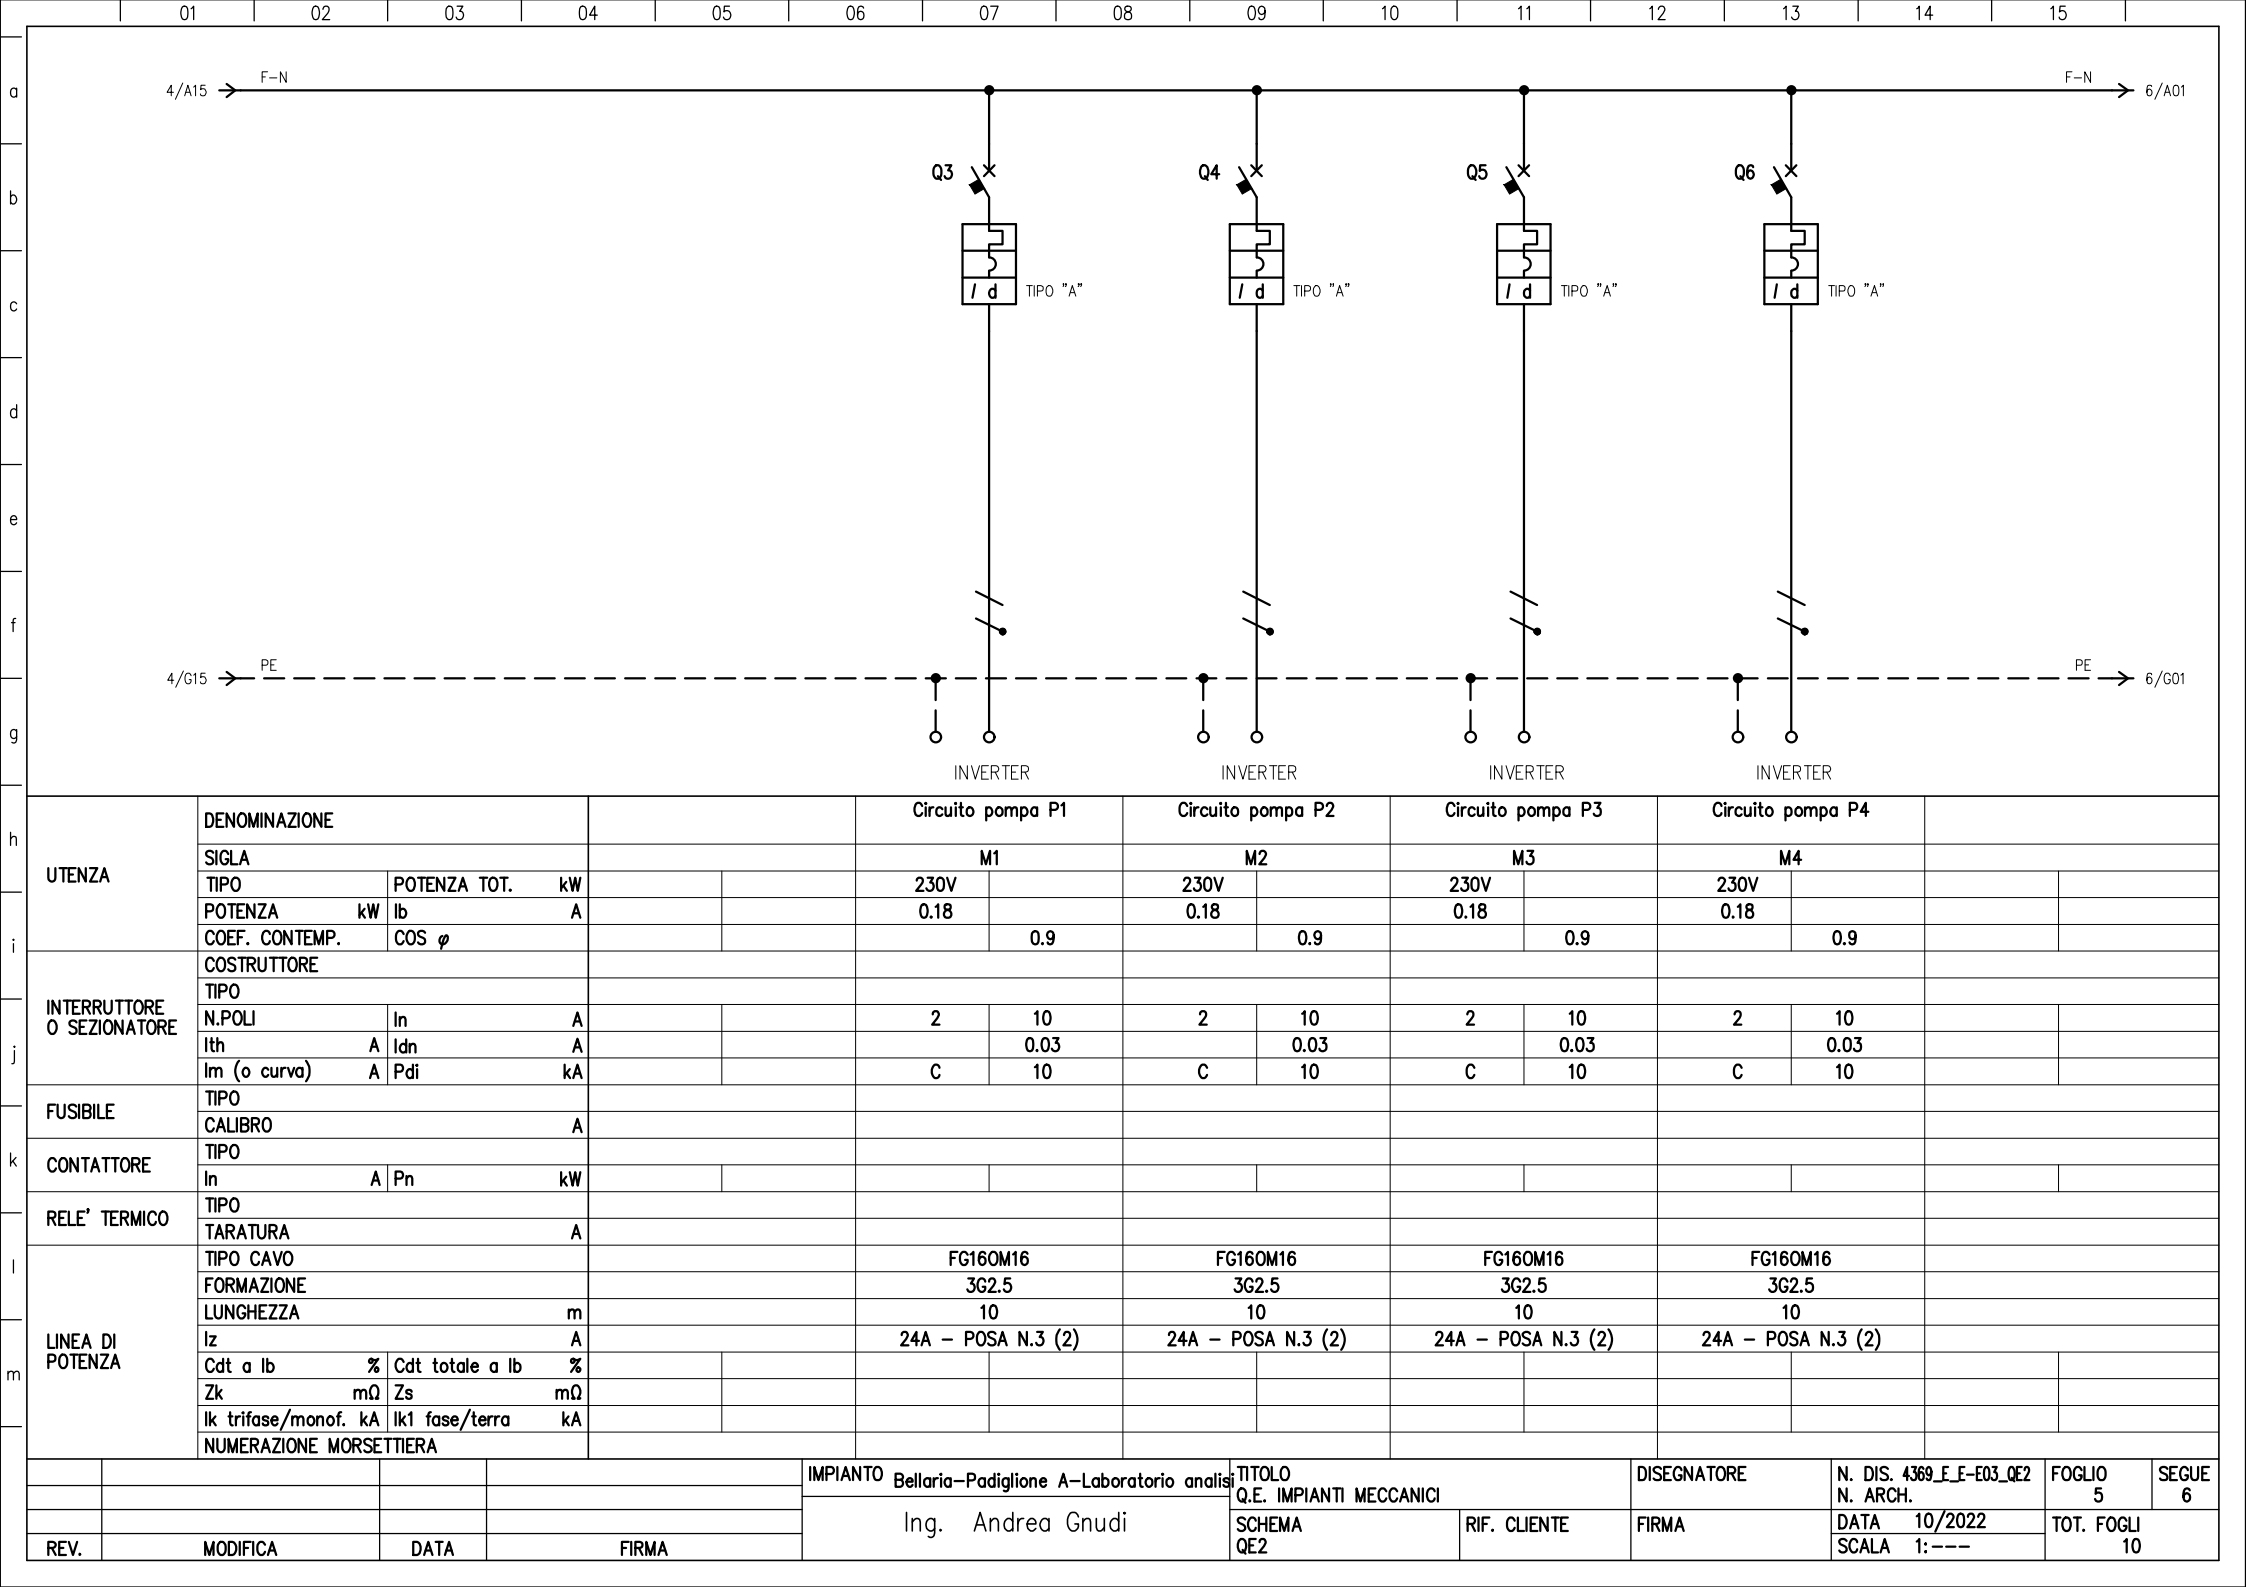 01 02 03 04 05 06 07 08 09 10 11 12 13 14 15
a
F-N F-N
4/A15 6/A01
b
Q3 Q4 Q5 Q6
c
I d TIPO "A" I d TIPO "A" I d TIPO "A" I d TIPO "A"
d
e
f
PE PE
4/G15 6/G01
g
INVERTER INVERTER INVERTER INVERTER
h
i
j
k
l
m
UTENZA
DENOMINAZIONE Circuito pompa P1 Circuito pompa P2 Circuito pompa P3 Circuito pompa P4
SIGLA M1 M2 M3 M4
TIPO POTENZA TOT. kW 230V 230V 230V 230V
POTENZA kW Ib A 0.18 0.18 0.18 0.18
COEF. CONTEMP. COS φ 0.9 0.9 0.9 0.9
INTERRUTTORE
O SEZIONATORE
COSTRUTTORE
TIPO
N.POLI In A 2 10 2 10 2 10 2 10
Ith A Idn A 0.03 0.03 0.03 0.03
Im (o curva) A Pdi kA C 10 C 10 C 10 C 10
FUSIBILE
TIPO
CALIBRO A
CONTATTORE
TIPO
In A Pn kW
RELE' TERMICO
TIPO
TARATURA A
LINEA DI
POTENZA
TIPO CAVO FG16OM16 FG16OM16 FG16OM16 FG16OM16
FORMAZIONE 3G2.5 3G2.5 3G2.5 3G2.5
LUNGHEZZA m 10 10 10 10
Iz A 24A - POSA N.3 (2) 24A - POSA N.3 (2) 24A - POSA N.3 (2) 24A - POSA N.3 (2)
Cdt a Ib % Cdt totale a Ib %
Zk mΩ Zs mΩ
Ik trifase/monof. kA Ik1 fase/terra kA
NUMERAZIONE MORSETTIERA
REV. MODIFICA DATA FIRMA
IMPIANTO Bellaria-Padiglione A-Laboratorio analisi
Ing. Andrea Gnudi
TITOLO
Q.E. IMPIANTI MECCANICI
SCHEMA
QE2
RIF. CLIENTE
DISEGNATORE
FIRMA
N. DIS. 4369_E_E-E03_QE2
N. ARCH.
DATA 10/2022
SCALA 1:---
FOGLIO
5
SEGUE
6
TOT. FOGLI
10